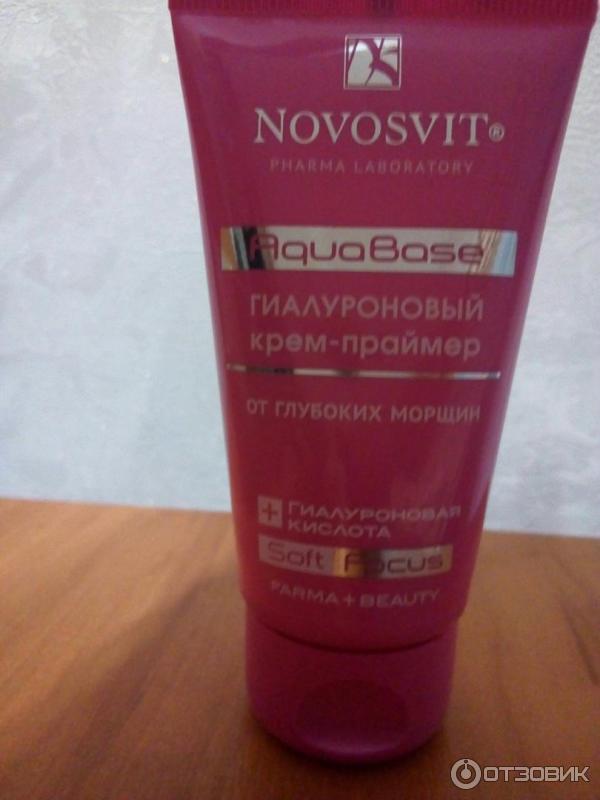 NOVOSVIT®
PHARMA LABORATORY
AquaBase
ГИАЛУРОНОВЫЙ
крем-праймер
ОТ ГЛУБОКИХ МОРЩИН
+ ГИАЛУРОНОВАЯ
КИСЛОТА
Soft Focus
FARMA + BEAUTY
ОТЗОВИК